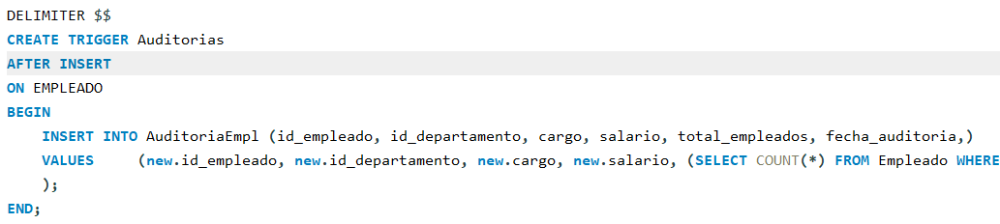 DELIMITER $$
CREATE TRIGGER Auditorias
AFTER INSERT
ON EMPLEADO
BEGIN
INSERT INTO AuditoriaEmpl (id_empleado, id_departamento, cargo, salario, total_empleados, fecha_auditoria,)
VALUES (new.id_empleado, new.id_departamento, new.cargo, new.salario, (SELECT COUNT(*) FROM Empleado WHERE
);
END;